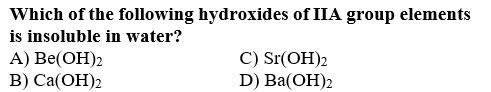 Which of the following hydroxides of IIA group elements
is insoluble in water?
A) Be(OH)2 C) Sr(OH)2
B) Ca(OH)2 D) Ba(OH)2